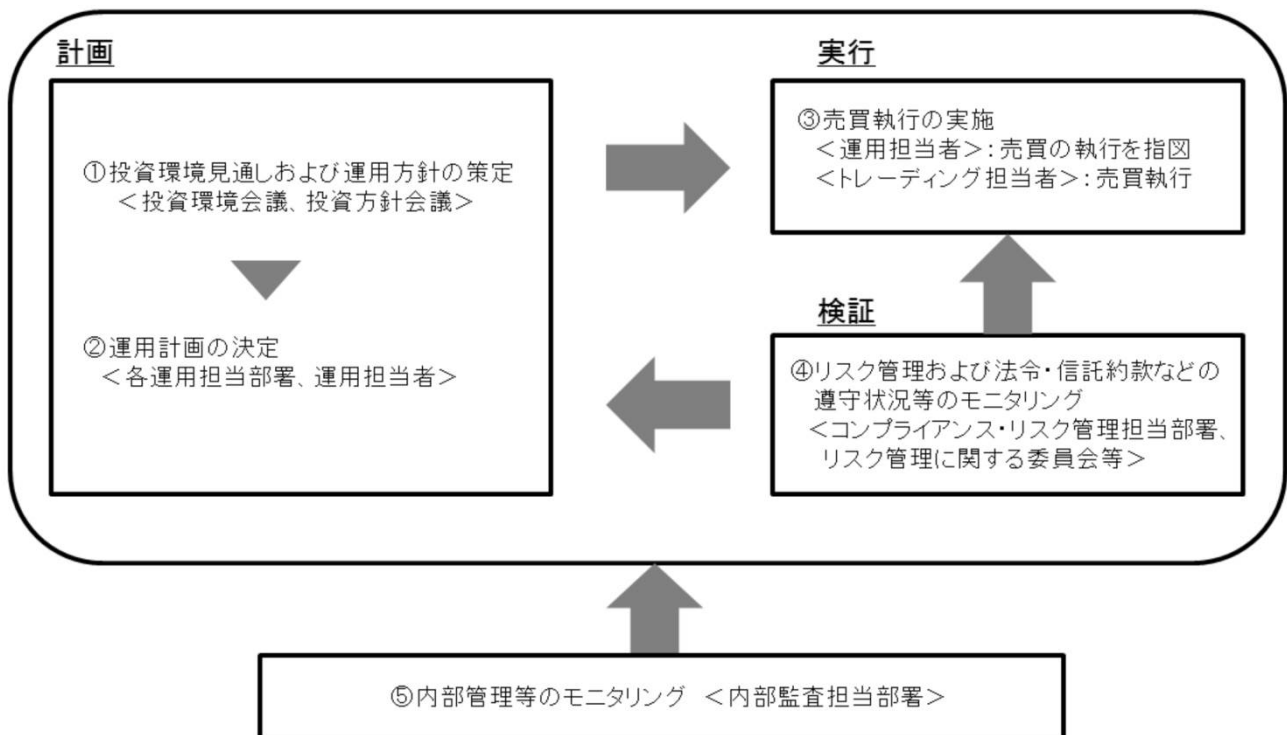 計画
①投資環境見通しおよび運用方針の策定
＜投資環境会議、投資方針会議＞
②運用計画の決定
＜各運用担当部署、運用担当者＞
実行
③売買執行の実施
＜運用担当者＞：売買の執行を指図
＜トレーディング担当者＞：売買執行
検証
④リスク管理および法令・信託約款などの
遵守状況等のモニタリング
＜コンプライアンス・リスク管理担当部署、
リスク管理に関する委員会等＞
⑤内部管理等のモニタリング ＜内部監査担当部署＞